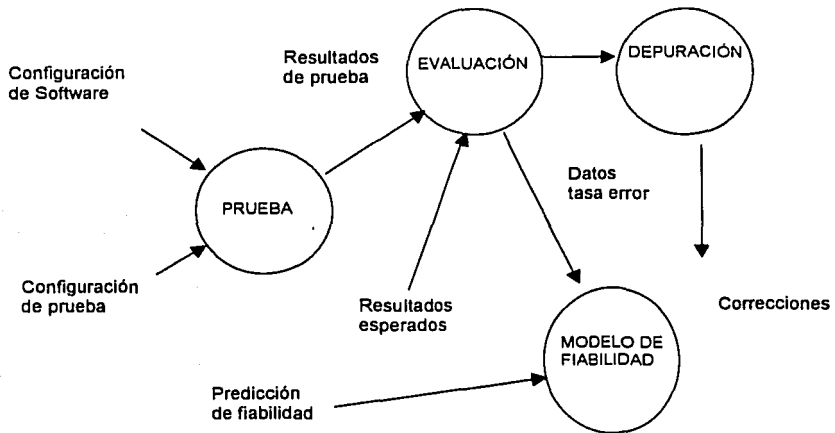 Configuración
de Software
Resultados
de prueba
EVALUACIÓN
DEPURACIÓN
PRUEBA
Datos
tasa error
Configuración
de prueba
Resultados
esperados
Correcciones
MODELO DE
FIABILIDAD
Predicción
de fiabilidad